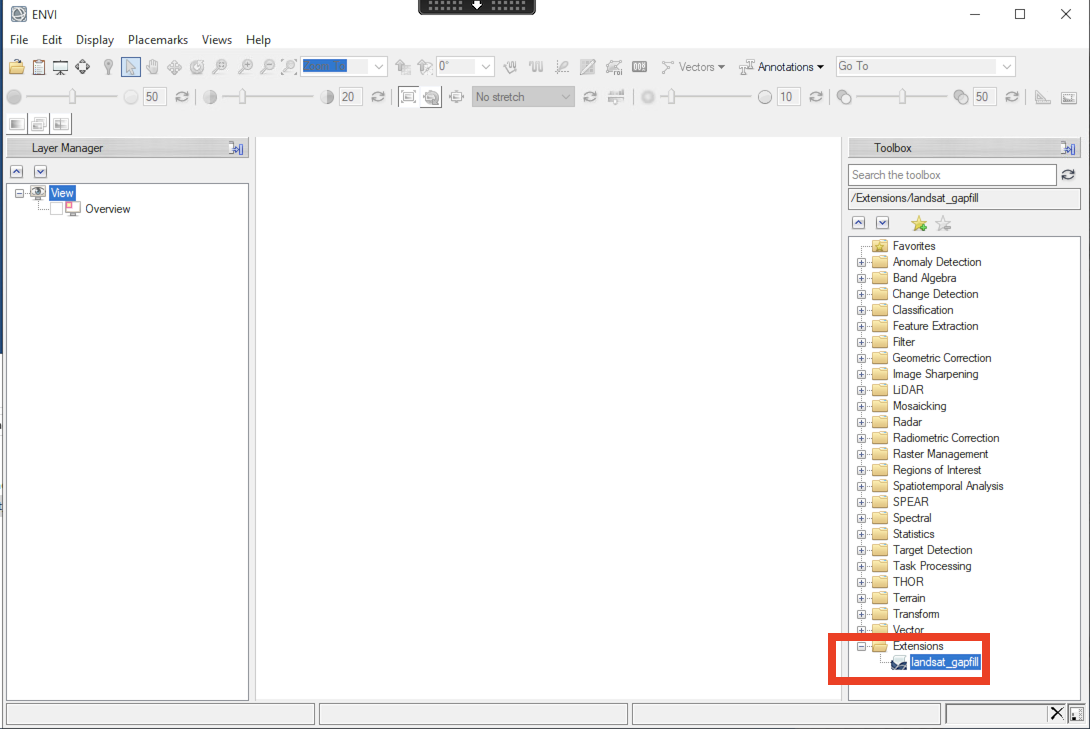 ENVI
File Edit Display Placemarks Views Help
0° Vectors Annotations Go To
50 20 No stretch 10 50
Layer Manager
View
Overview
Toolbox
Search the toolbox
/Extensions/landsat_gapfill
Favorites
Anomaly Detection
Band Algebra
Change Detection
Classification
Feature Extraction
Filter
Geometric Correction
Image Sharpening
LiDAR
Mosaicking
Radar
Radiometric Correction
Raster Management
Regions of Interest
Spatiotemporal Analysis
SPEAR
Spectral
Statistics
Target Detection
Task Processing
THOR
Terrain
Transform
Vector
Extensions
landsat_gapfill